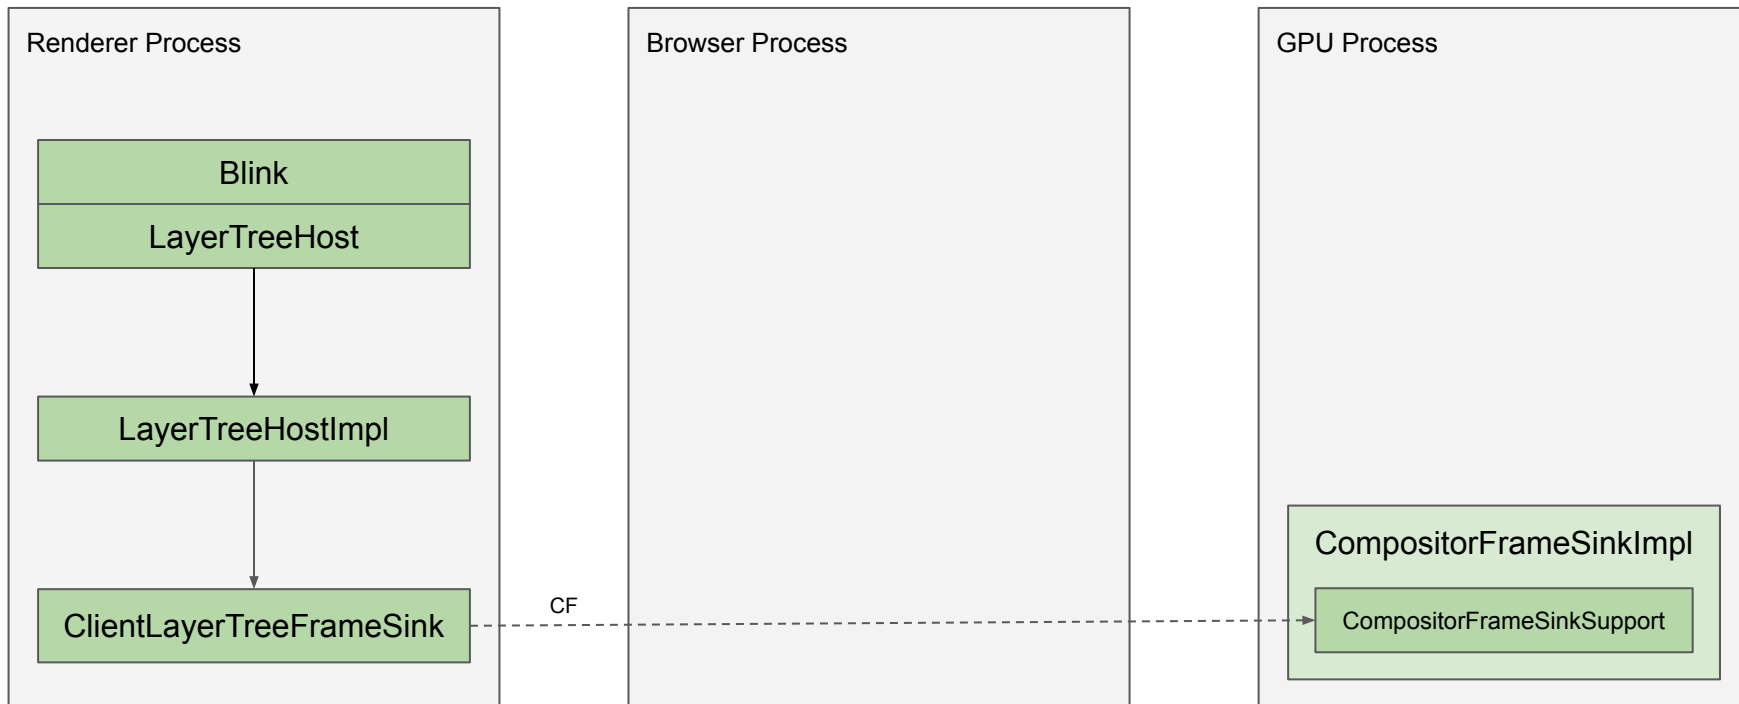 Renderer Process
Browser Process
GPU Process
Blink
LayerTreeHost
LayerTreeHostImpl
CompositorFrameSinkImpl
CF
ClientLayerTreeFrameSink
CompositorFrameSinkSupport